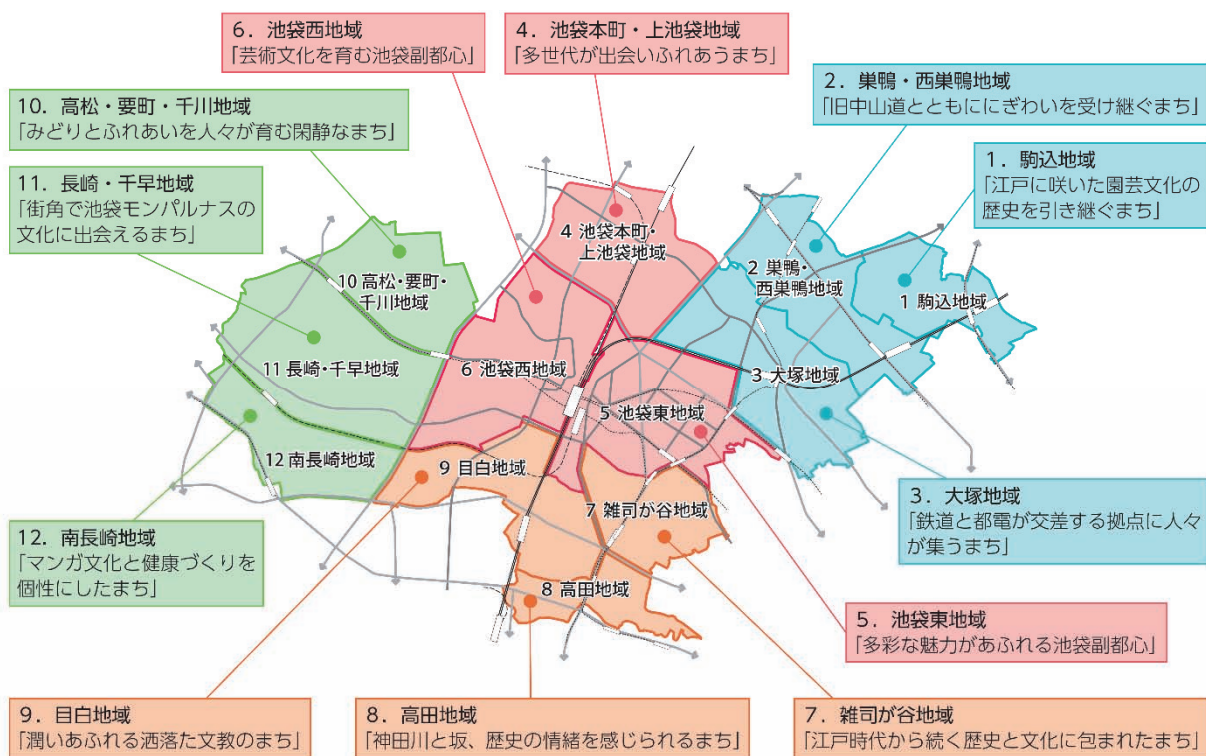 6．池袋西地域
「芸術文化を育む池袋副都心」
4．池袋本町・上池袋地域
「多世代が出会いふれあうまち」
2．巣鴨・西巣鴨地域
「旧中山道とともににぎわいを受け継ぐまち」
10．高松・要町・千川地域
「みどりとふれあいを人々が育む閑静なまち」
1．駒込地域
「江戸に咲いた園芸文化の
歴史を引き継ぐまち」
11．長崎・千早地域
「街角で池袋モンパルナスの
文化に出会えるまち」
4 池袋本町・
上池袋地域
2 巣鴨・
西巣鴨地域
1 駒込地域
10 高松・要町・
千川地域
11 長崎・千早地域
6 池袋西地域
3 大塚地域
5 池袋東地域
12 南長崎地域
9 目白地域
7 雑司が谷地域
8 高田地域
3．大塚地域
「鉄道と都電が交差する拠点に人々
が集うまち」
12．南長崎地域
「マンガ文化と健康づくりを
個性にしたまち」
5．池袋東地域
「多彩な魅力があふれる池袋副都心」
9．目白地域
「潤いあふれる洒落た文教のまち」
8．高田地域
「神田川と坂、歴史の情緒を感じられるまち」
7．雑司が谷地域
「江戸時代から続く歴史と文化に包まれたまち」